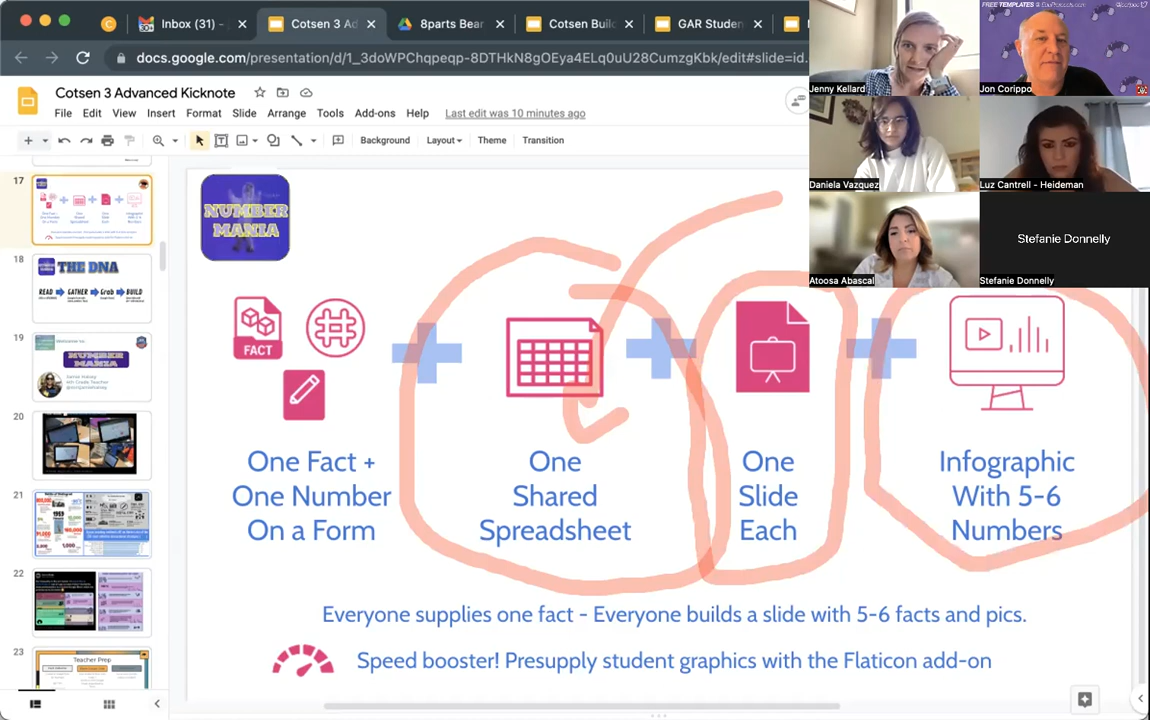 Inbox (31) -
Cotsen 3 Ad
8parts Bear
Cotsen Buil
GAR Studen
docs.google.com/presentation/d/1_3doWPChqpeqp-8DTHkN8gOEya4ELq0uU28CumzgKbk/edit#slide=id.
Cotsen 3 Advanced Kicknote
File Edit View Insert Format Slide Arrange Tools Add-ons Help Last edit was 10 minutes ago
Background Layout Theme Transition
FREE TEMPLATES @ EduProtocols.com
Jenny Kellard
Jon Corippo
Daniela Vazquez
Luz Cantrell - Heideman
Atoosa Abascal
Stefanie Donnelly
Stefanie Donnelly
17
18
THE DNA
READ GATHER Grab BUILD
19
NUMBER
MANIA
20
21
22
23
Teacher Prep
NUMBER
MANIA
FACT
One Fact +
One Number
On a Form
One
Shared
Spreadsheet
One
Slide
Each
Infographic
With 5-6
Numbers
Everyone supplies one fact - Everyone builds a slide with 5-6 facts and pics.
Speed booster! Presupply student graphics with the Flaticon add-on